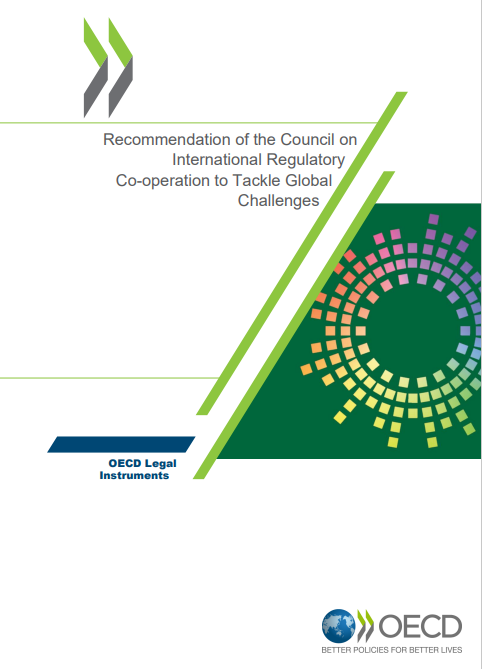 Recommendation of the Council on
International Regulatory
Co-operation to Tackle Global
Challenges
OECD Legal
Instruments
OECD
BETTER POLICIES FOR BETTER LIVES